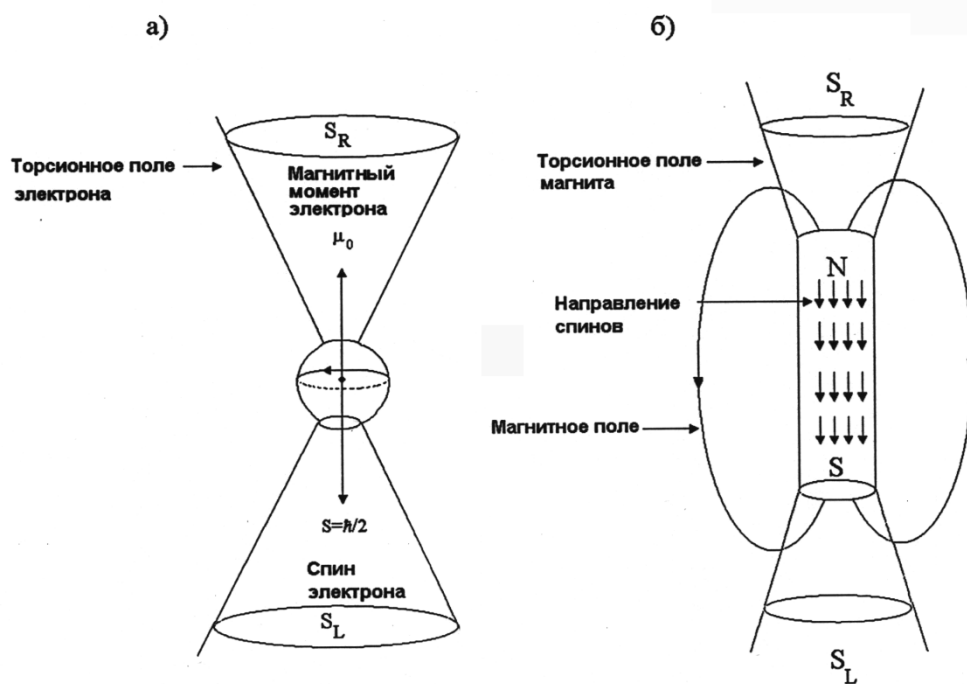 а)
S_R
Торсионное поле
электрона
Магнитный
момент
электрона
μ₀
S=ħ/2
Спин
электрона
S_L
б)
S_R
Торсионное поле
магнита
N
Направление
спинов
Магнитное поле
S
S_L